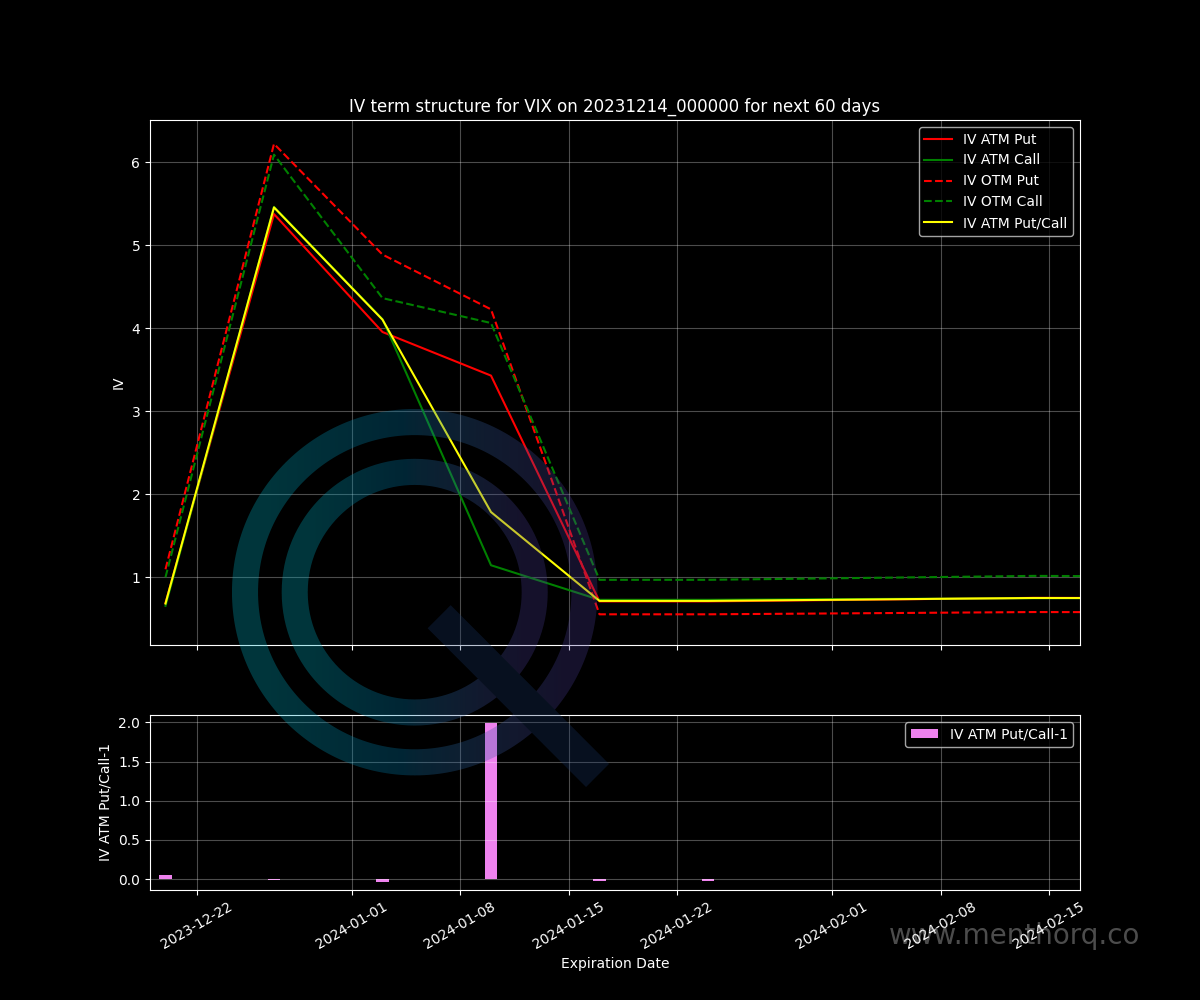 IV term structure for VIX on 20231214_000000 for next 60 days
IV ATM Put
IV ATM Call
IV OTM Put
IV OTM Call
IV ATM Put/Call
6
5
4
3
2
1
IV
IV ATM Put/Call-1
2.0
1.5
1.0
0.5
0.0
IV ATM Put/Call-1
2023-12-22
2024-01-01
2024-01-08
2024-01-15
2024-01-22
2024-02-01
2024-02-08
2024-02-15
www.menthorq.co
Expiration Date